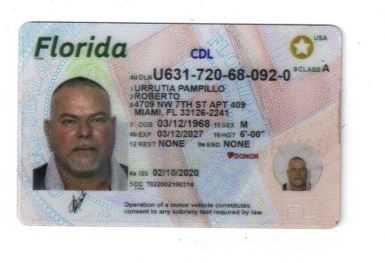 Florida
CDL
USA
4d DLN U631-720-68-092-0 9 CLASS A
1 URRUTIA PAMPILLO
2 ROBERTO
8 4709 NW 7TH ST APT 409
MIAMI, FL 33126-2241
3 DOB 03/12/1968 15 SEX M
4b EXP 03/12/2027 16 HGT 6'-00"
12 REST NONE 9a END NONE
DONOR
4a ISS 02/10/2020
5 DD
Operation of a motor vehicle constitutes
consent to any sobriety test required by law